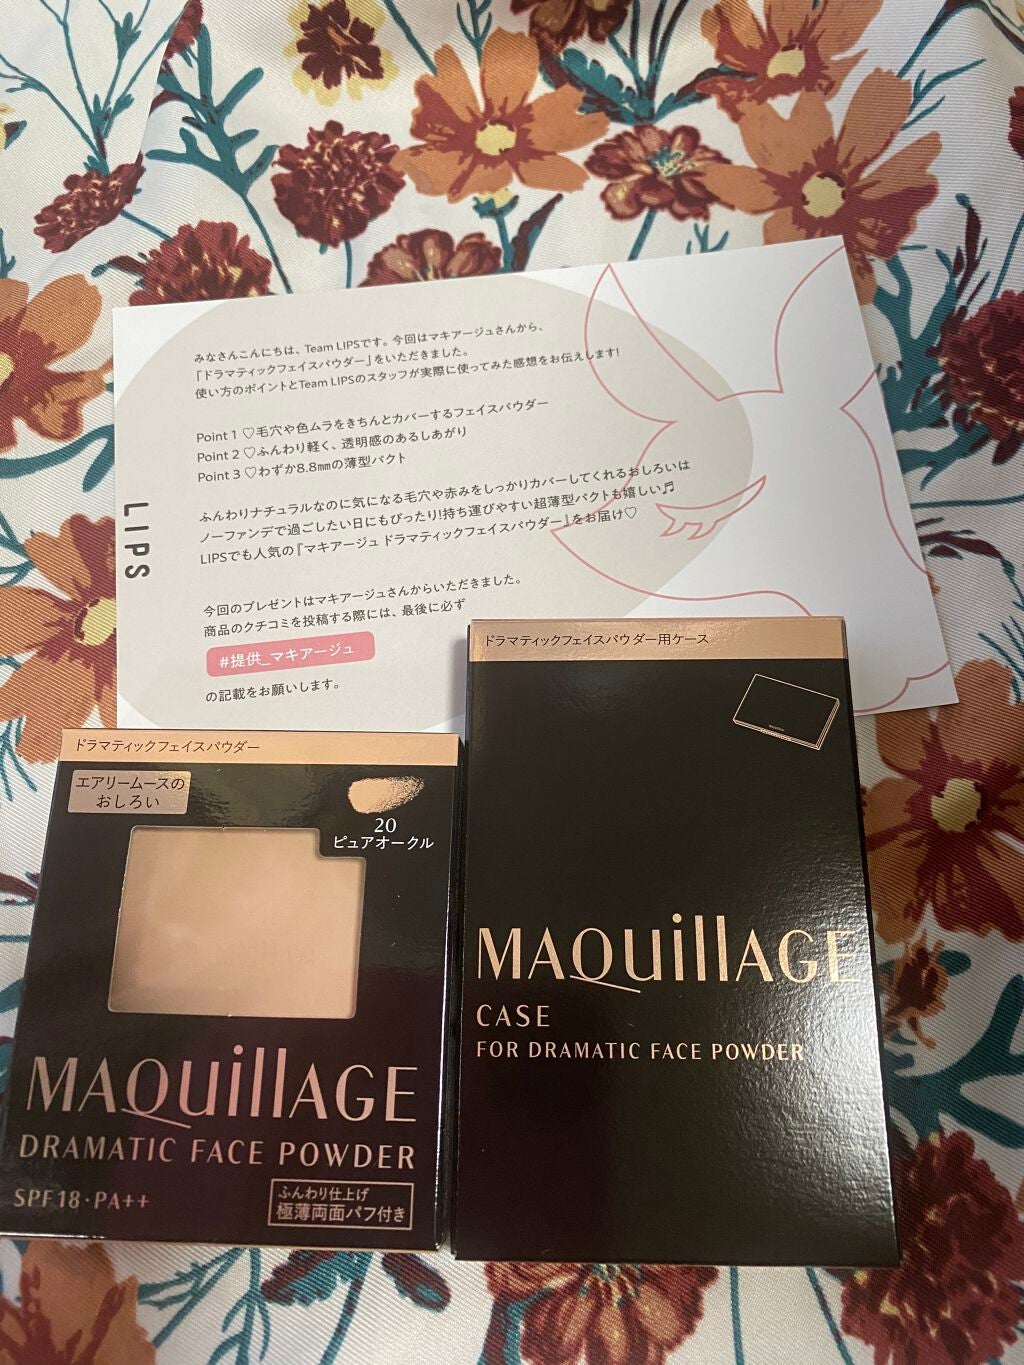 みなさんこんにちは、Team LIPSです。今回はマキアージュさんから、
「ドラマティックフェイスパウダー」をいただきました。
使い方のポイントとTeam LIPSのスタッフが実際に使ってみた感想をお伝えします!
Point 1 ♡毛穴や色ムラをきちんとカバーするフェイスパウダー
Point 2 ♡ふんわり軽く、透明感のあるしあがり
Point 3 ♡わずか8.8㎜の薄型パクト
ふんわりナチュラルなのに気になる毛穴や赤みをしっかりカバーしてくれるおしろいは
ノーファンデで過ごしたい日にもぴったり!持ち運びやすい超薄型パクトも嬉しい♬
LIPSでも人気の『マキアージュ ドラマティックフェイスパウダー』をお届け♡
今回のプレゼントはマキアージュさんからいただきました。
商品のクチコミを投稿する際には、最後に必ず
#提供_マキアージュ
の記載をお願いします。
LIPS
ドラマティックフェイスパウダー
エアリームースの
おしろい
20
ピュアオークル
MAQuillAGE
DRAMATIC FACE POWDER
SPF18・PA++
ふんわり仕上げ
極薄両面パフ付き
ドラマティックフェイスパウダー用ケース
MAQuillAGE
CASE
FOR DRAMATIC FACE POWDER